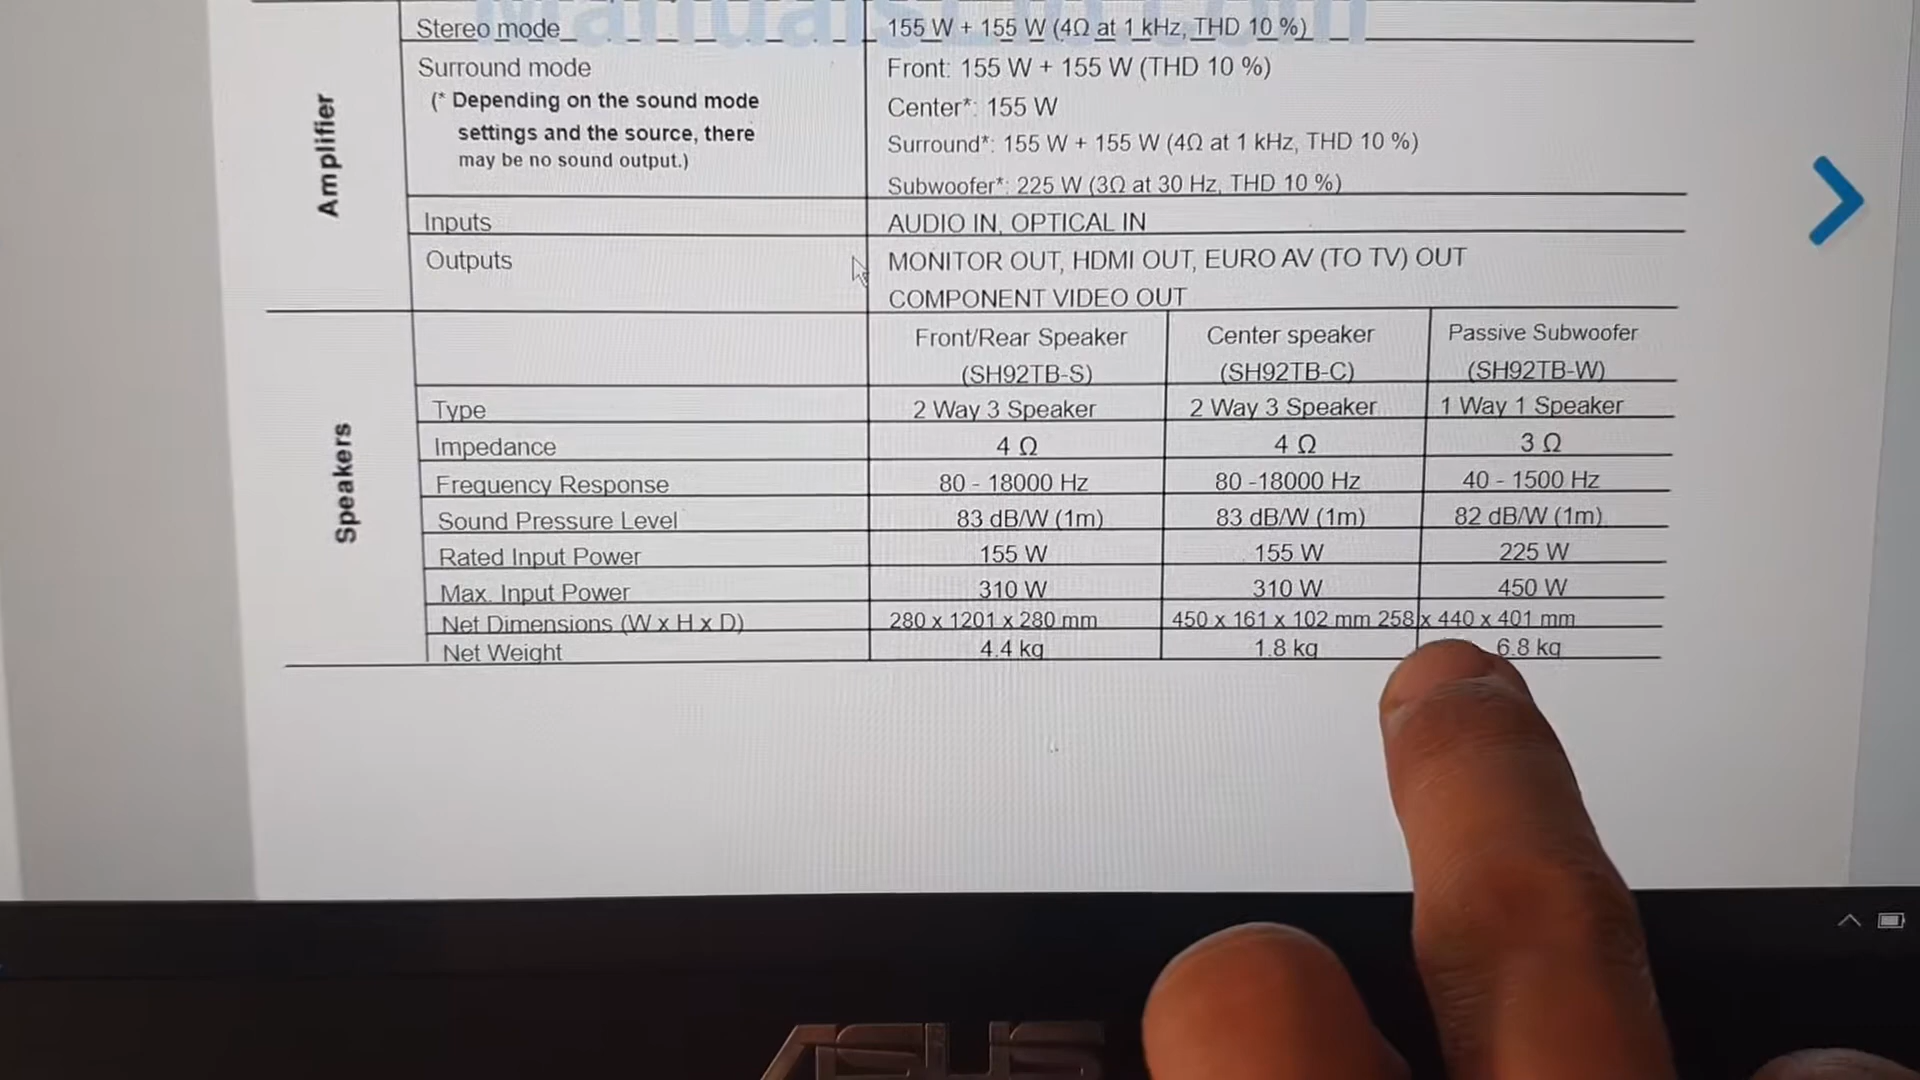 ManualsLib.com
Stereo mode 155 W + 155 W (4Ω at 1 kHz, THD 10 %)
Amplifier
Surround mode Front: 155 W + 155 W (THD 10 %)
(* Depending on the sound mode Center*: 155 W
settings and the source, there Surround*: 155 W + 155 W (4Ω at 1 kHz, THD 10 %)
may be no sound output.) Subwoofer*: 225 W (3Ω at 30 Hz, THD 10 %)
Inputs AUDIO IN, OPTICAL IN
Outputs MONITOR OUT, HDMI OUT, EURO AV (TO TV) OUT
COMPONENT VIDEO OUT
Speakers
Front/Rear Speaker Center speaker Passive Subwoofer
(SH92TB-S) (SH92TB-C) (SH92TB-W)
Type 2 Way 3 Speaker 2 Way 3 Speaker 1 Way 1 Speaker
Impedance 4 Ω 4 Ω 3 Ω
Frequency Response 80 - 18000 Hz 80 -18000 Hz 40 - 1500 Hz
Sound Pressure Level 83 dB/W (1m) 83 dB/W (1m) 82 dB/W (1m)
Rated Input Power 155 W 155 W 225 W
Max. Input Power 310 W 310 W 450 W
Net Dimensions (W x H x D) 280 x 1201 x 280 mm 450 x 161 x 102 mm 258 x 440 x 401 mm
Net Weight 4.4 kg 1.8 kg 6.8 kg
ASUS